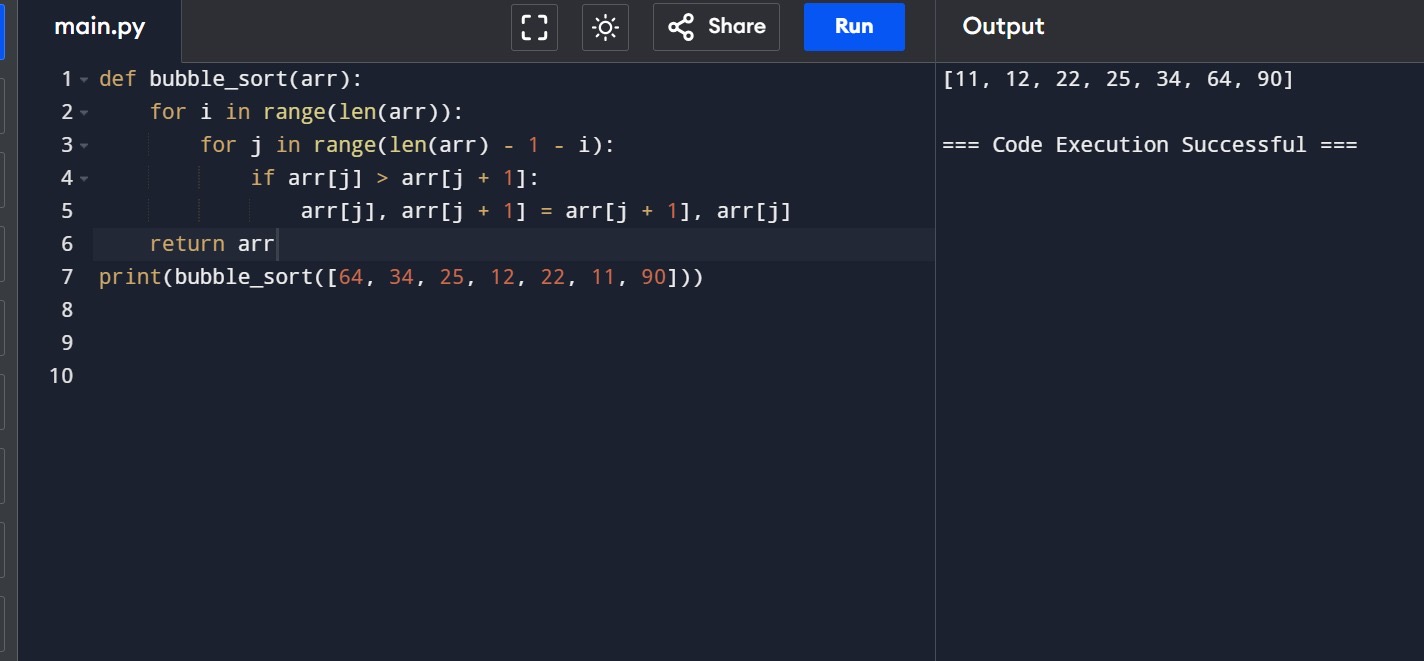 main.py Share Run Output
1 def bubble_sort(arr):
2     for i in range(len(arr)):
3         for j in range(len(arr) - 1 - i):
4             if arr[j] > arr[j + 1]:
5                 arr[j], arr[j + 1] = arr[j + 1], arr[j]
6     return arr
7 print(bubble_sort([64, 34, 25, 12, 22, 11, 90]))
8
9
10
[11, 12, 22, 25, 34, 64, 90]
=== Code Execution Successful ===